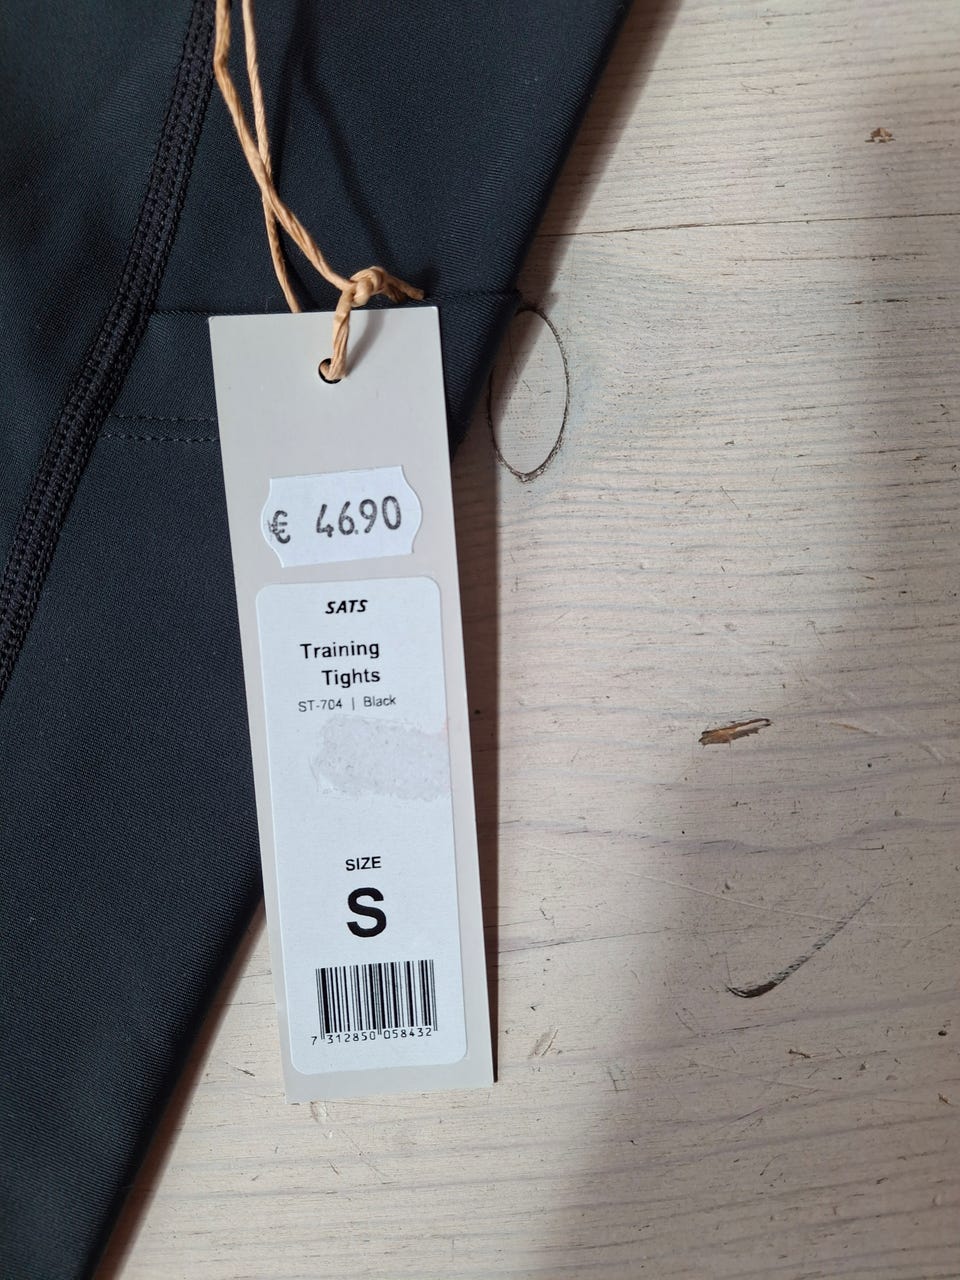 € 46.90
SATS
Training
Tights
ST-704 | Black
SIZE
S
7 312850 058432